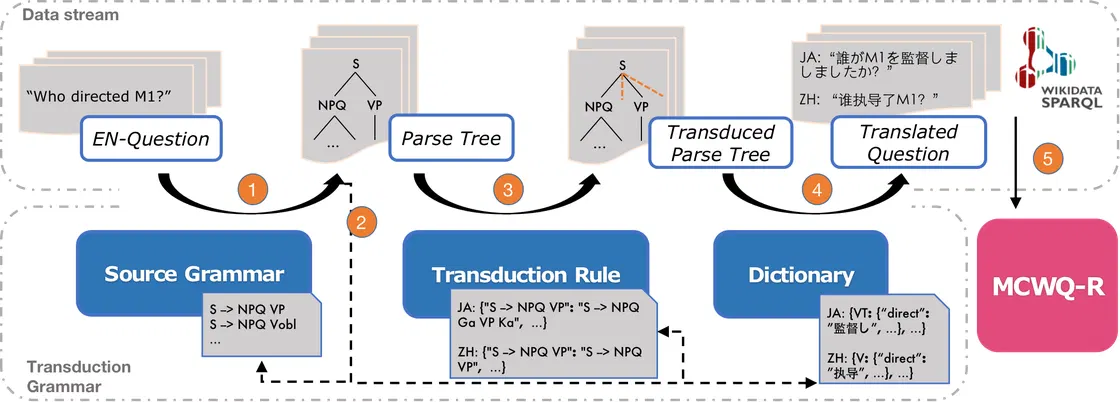 Data stream
“Who directed M1?”
EN-Question
S
NPQ VP
...
Parse Tree
S
NPQ VP
...
Transduced
Parse Tree
JA: “誰がM1を監督しま
しましたか？”
ZH: “谁执导了M1？”
Translated
Question
WIKIDATA
SPARQL
1
2
3
4
5
Source Grammar
S -> NPQ VP
S -> NPQ Vobl
...
Transduction Rule
JA: {"S -> NPQ VP": "S -> NPQ
Ga VP Ka", ...}
ZH: {"S -> NPQ VP": "S -> NPQ
VP", ...}
Dictionary
JA: {VT: {“direct”:
”監督し”, ...}, ...}
ZH: {V: {“direct”:
”执导”, ...}, ...}
MCWQ-R
Transduction
Grammar